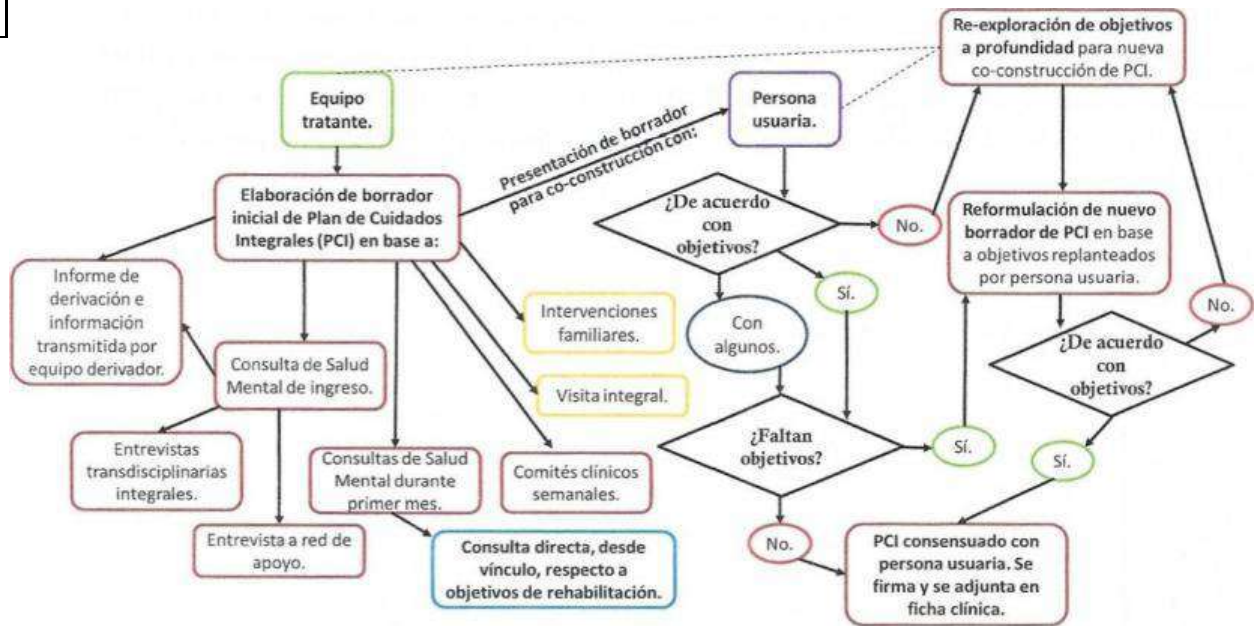 Re-exploración de objetivos
a profundidad para nueva
co-construcción de PCI.
Equipo
tratante.
Persona
usuaria.
Presentación de borrador
para co-construcción con:
Elaboración de borrador
inicial de Plan de Cuidados
Integrales (PCI) en base a:
¿De acuerdo
con
objetivos?
No.
Reformulación de nuevo
borrador de PCI en base
a objetivos replanteados
por persona usuaria.
Informe de
derivación e
información
transmitida por
equipo derivador.
Intervenciones
familiares.
Sí.
No.
Con
algunos.
Consulta de Salud
Mental de ingreso.
¿De acuerdo
con
objetivos?
Visita integral.
¿Faltan
objetivos?
Sí.
Sí.
Entrevistas
transdisciplinarias
integrales.
Consultas de Salud
Mental durante
primer mes.
Comités clínicos
semanales.
Entrevista a red de
apoyo.
Consulta directa, desde
vínculo, respecto a
objetivos de rehabilitación.
No.
PCI consensuado con
persona usuaria. Se
firma y se adjunta en
ficha clínica.